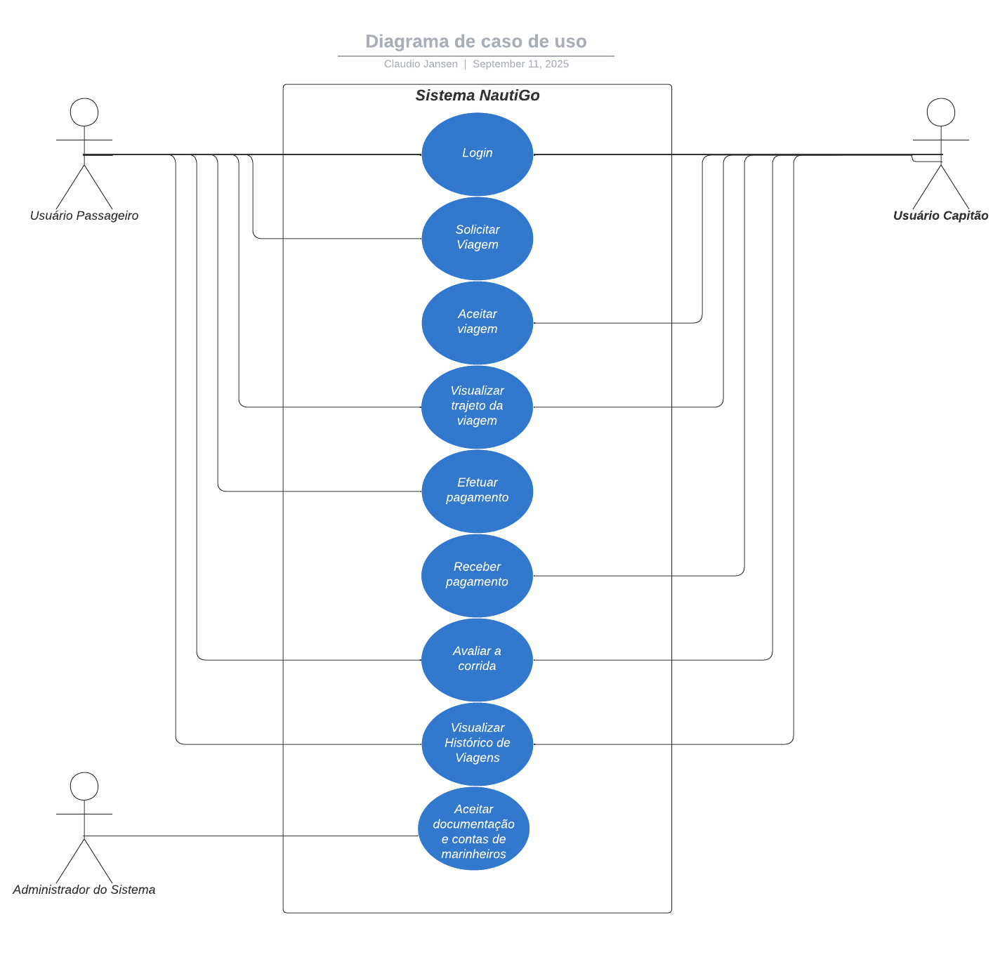 Diagrama de caso de uso
Claudio Jansen | September 11, 2025
Sistema NautiGo
Login
Usuário Passageiro
Usuário Capitão
Solicitar
Viagem
Aceitar
viagem
Visualizar
trajeto da
viagem
Efetuar
pagamento
Receber
pagamento
Avaliar a
corrida
Visualizar
Histórico de
Viagens
Aceitar
documentação
e contas de
marinheiros
Administrador do Sistema